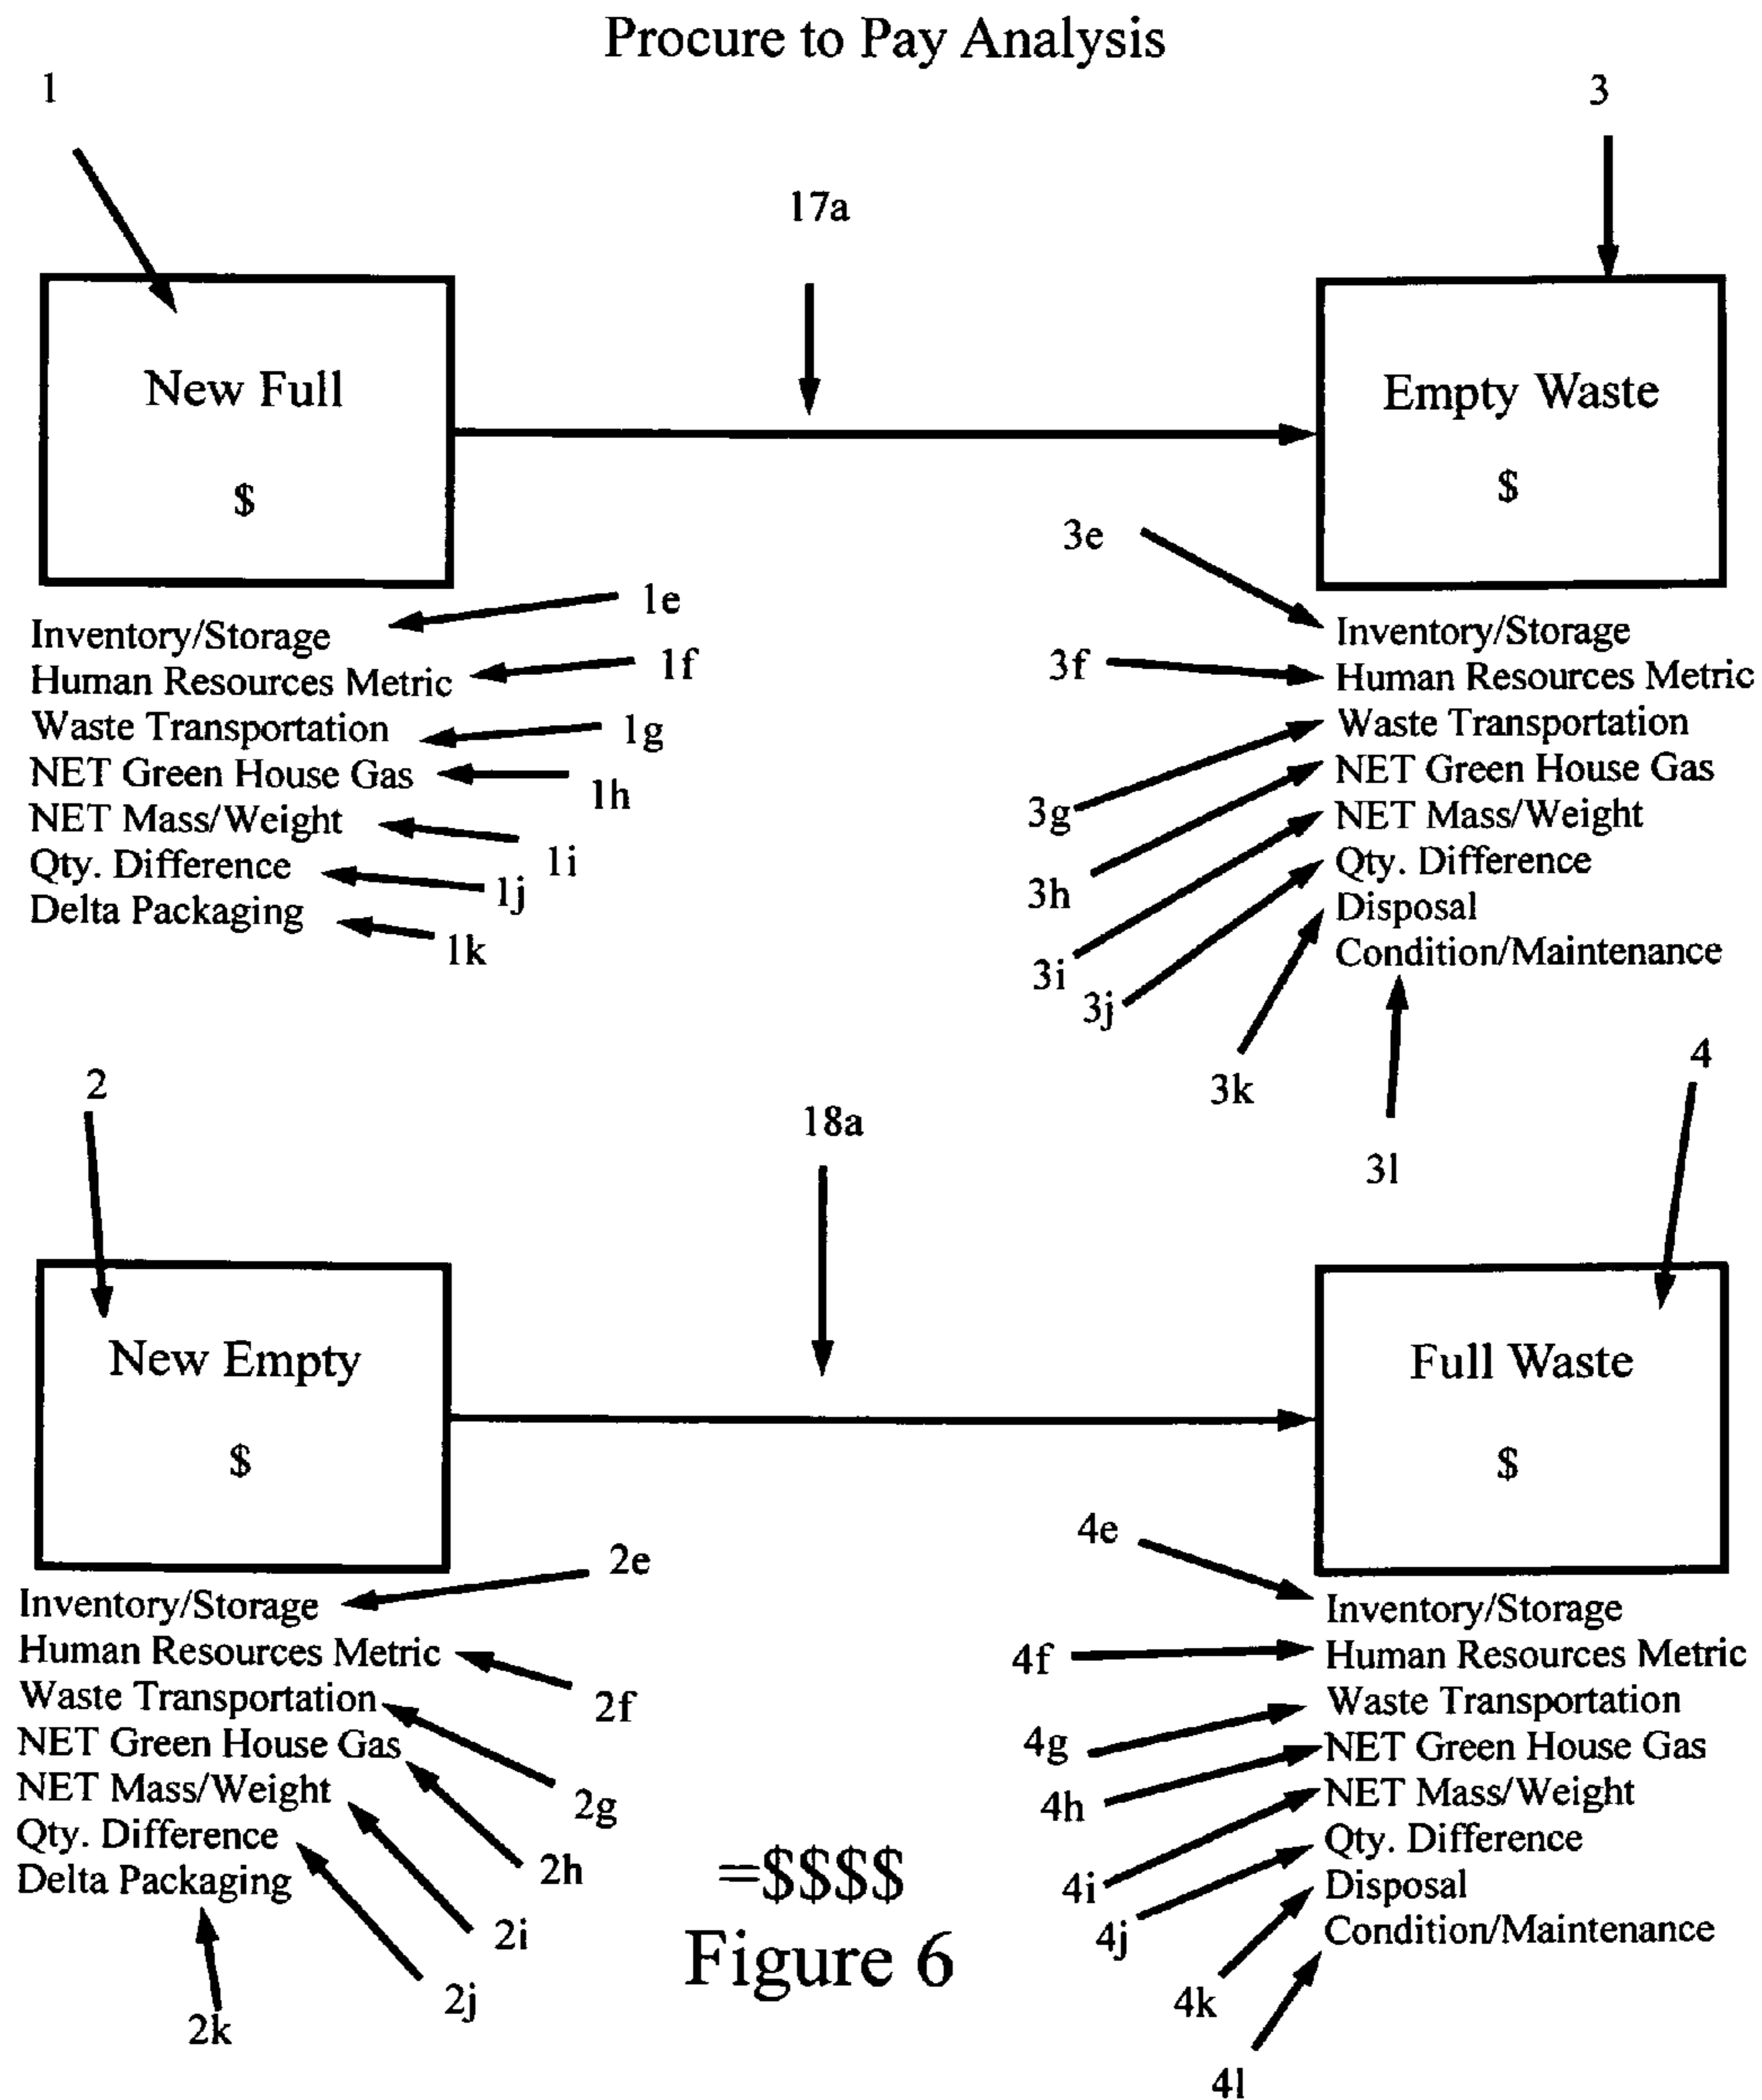 Procure to Pay Analysis
1
3
17a
New Full
$
Empty Waste
$
1e
1f
1g
1h
1i
1j
1k
Inventory/Storage
Human Resources Metric
Waste Transportation
NET Green House Gas
NET Mass/Weight
Qty. Difference
Delta Packaging
3e
3f
3g
3h
3i
3j
3k
3l
Inventory/Storage
Human Resources Metric
Waste Transportation
NET Green House Gas
NET Mass/Weight
Qty. Difference
Disposal
Condition/Maintenance
2
4
18a
New Empty
$
Full Waste
$
2e
2f
2g
2h
2i
2j
2k
Inventory/Storage
Human Resources Metric
Waste Transportation
NET Green House Gas
NET Mass/Weight
Qty. Difference
Delta Packaging
4e
4f
4g
4h
4i
4j
4k
4l
Inventory/Storage
Human Resources Metric
Waste Transportation
NET Green House Gas
NET Mass/Weight
Qty. Difference
Disposal
Condition/Maintenance
=$$$$
Figure 6